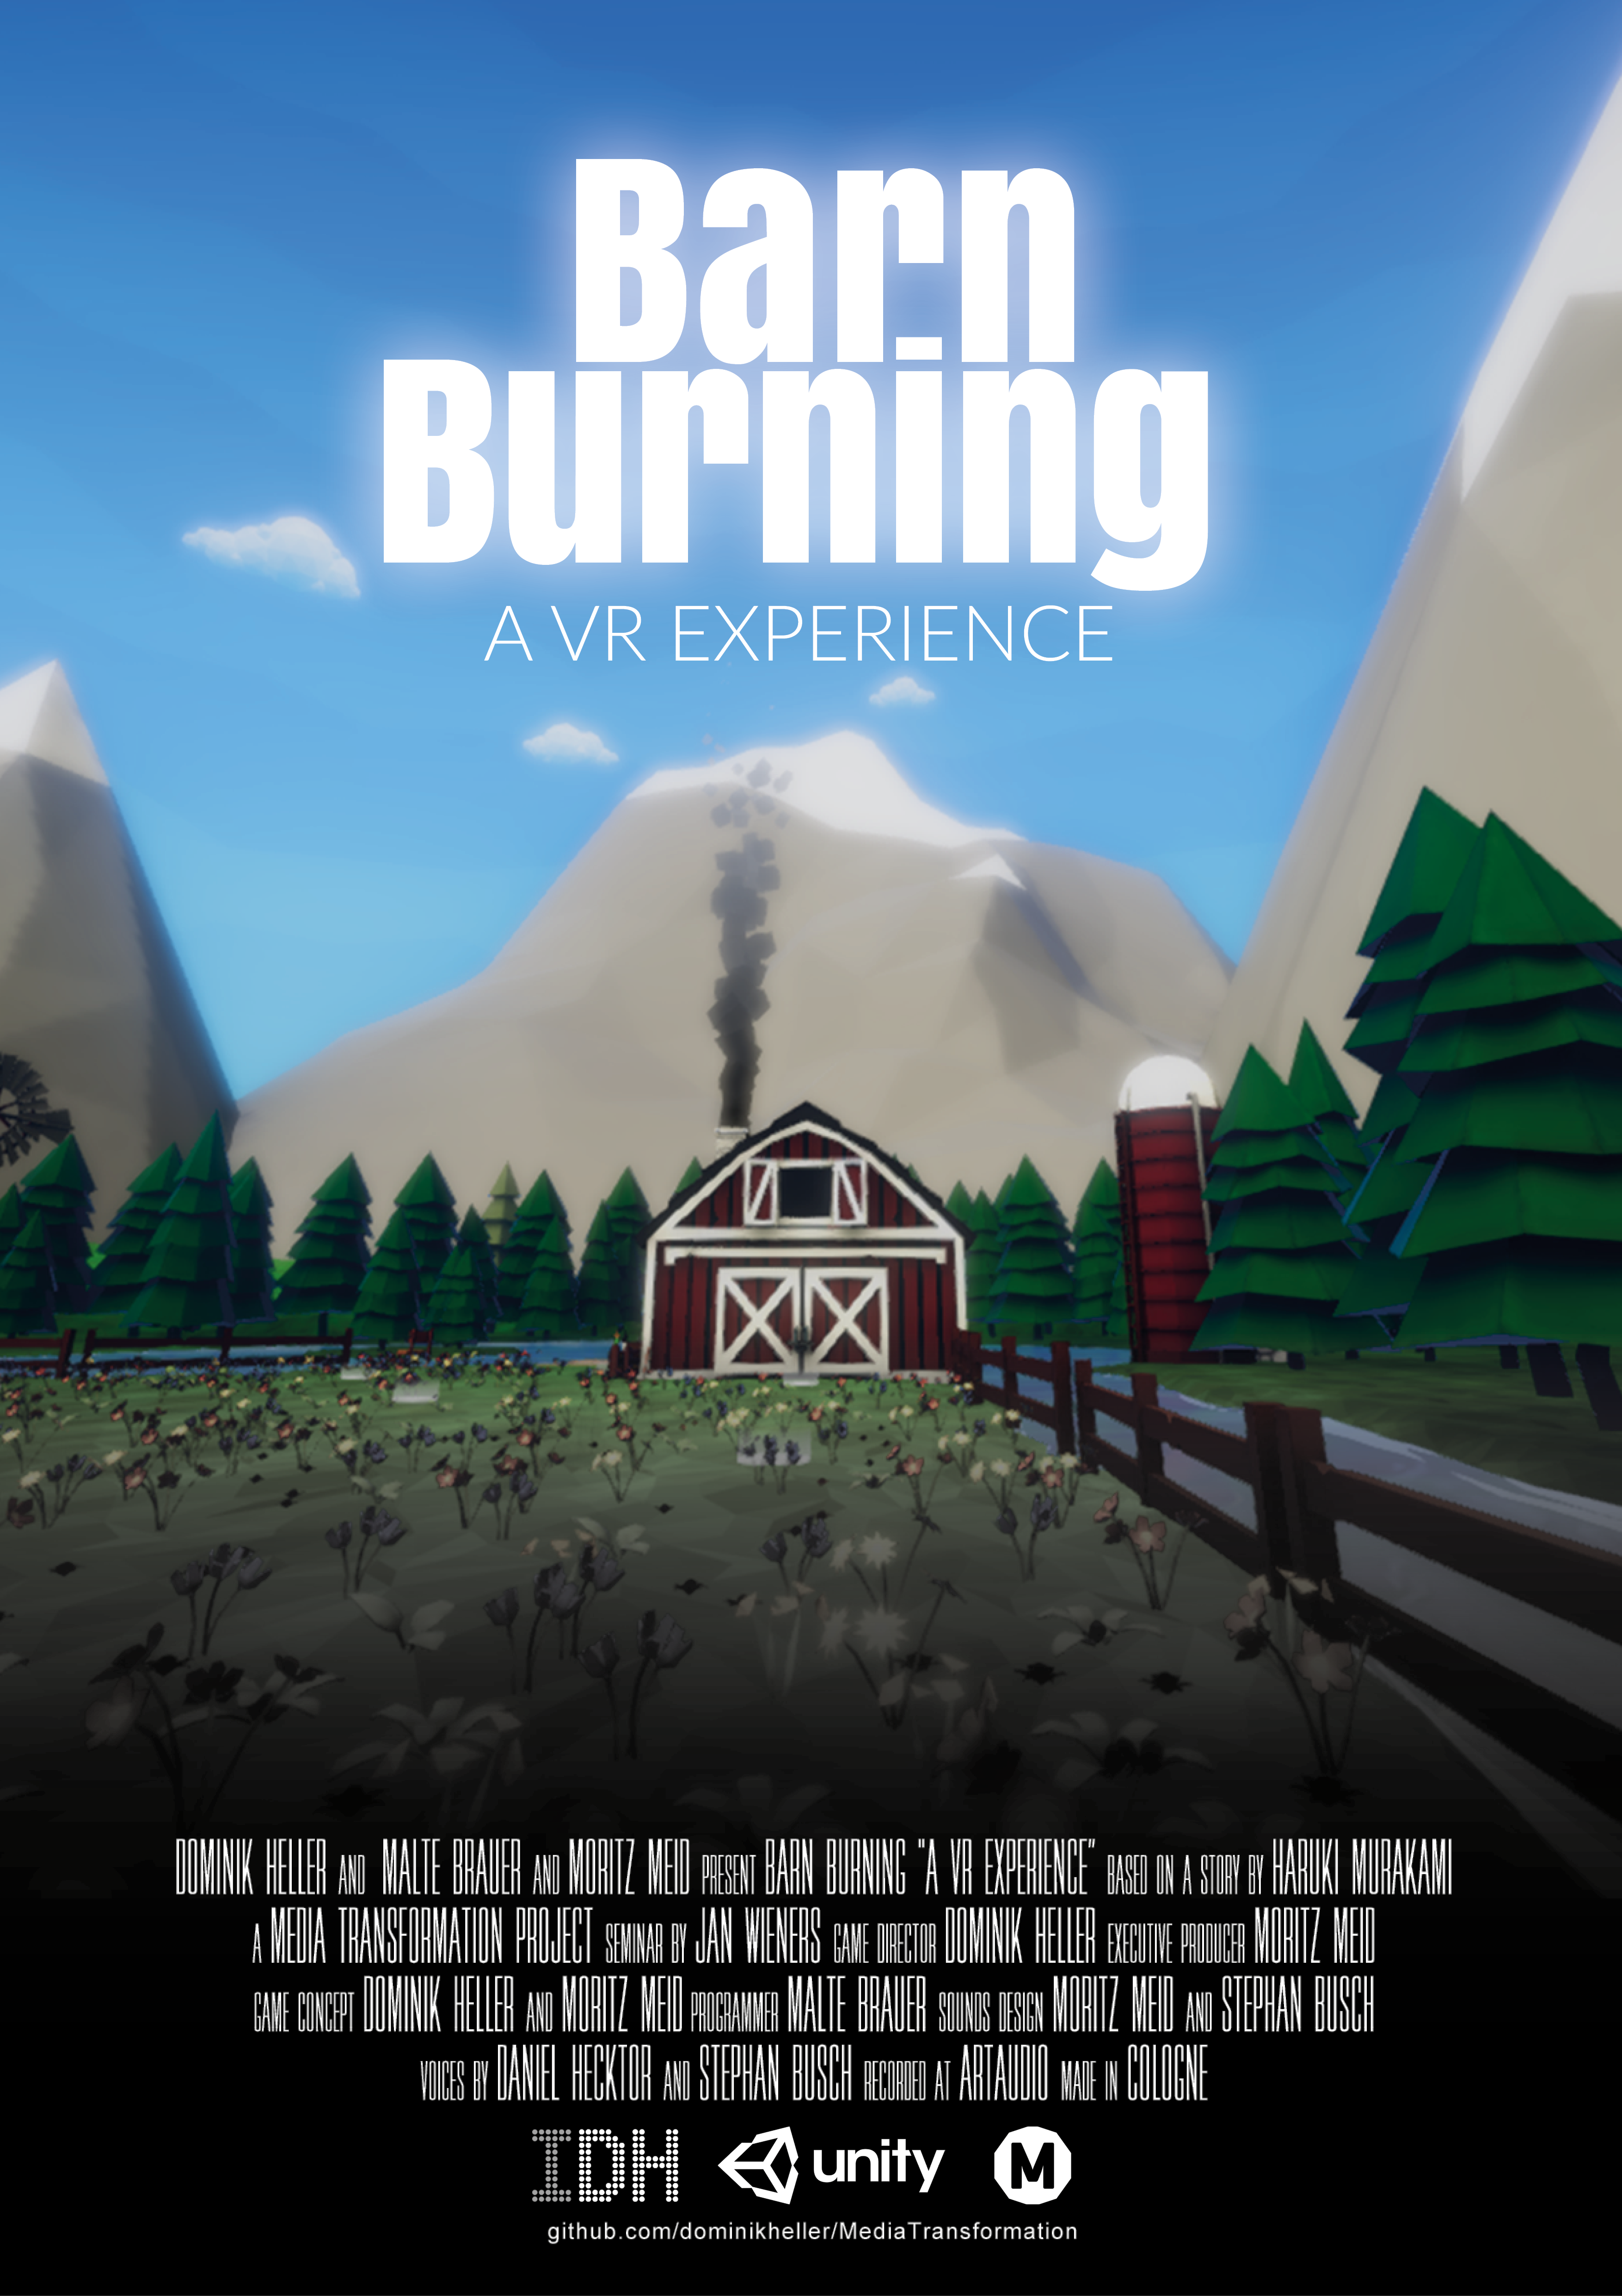 Barn
Burning
A VR EXPERIENCE
DOMINIK HELLER AND MALTE BRAUER AND MORITZ MEID PRESENT BARN BURNING "A VR EXPERIENCE" BASED ON A STORY BY HARUKI MURAKAMI
A MEDIA TRANSFORMATION PROJECT SEMINAR BY JAN WIENERS GAME DIRECTOR DOMINIK HELLER EXECUTIVE PRODUCER MORITZ MEID
GAME CONCEPT DOMINIK HELLER AND MORITZ MEID PROGRAMMER MALTE BRAUER SOUNDS DESIGN MORITZ MEID AND STEPHAN BUSCH
VOICES BY DANIEL HECKTOR AND STEPHAN BUSCH RECORDED AT ARTAUDIO MADE IN COLOGNE
IDH unity M
github.com/dominikheller/MediaTransformation